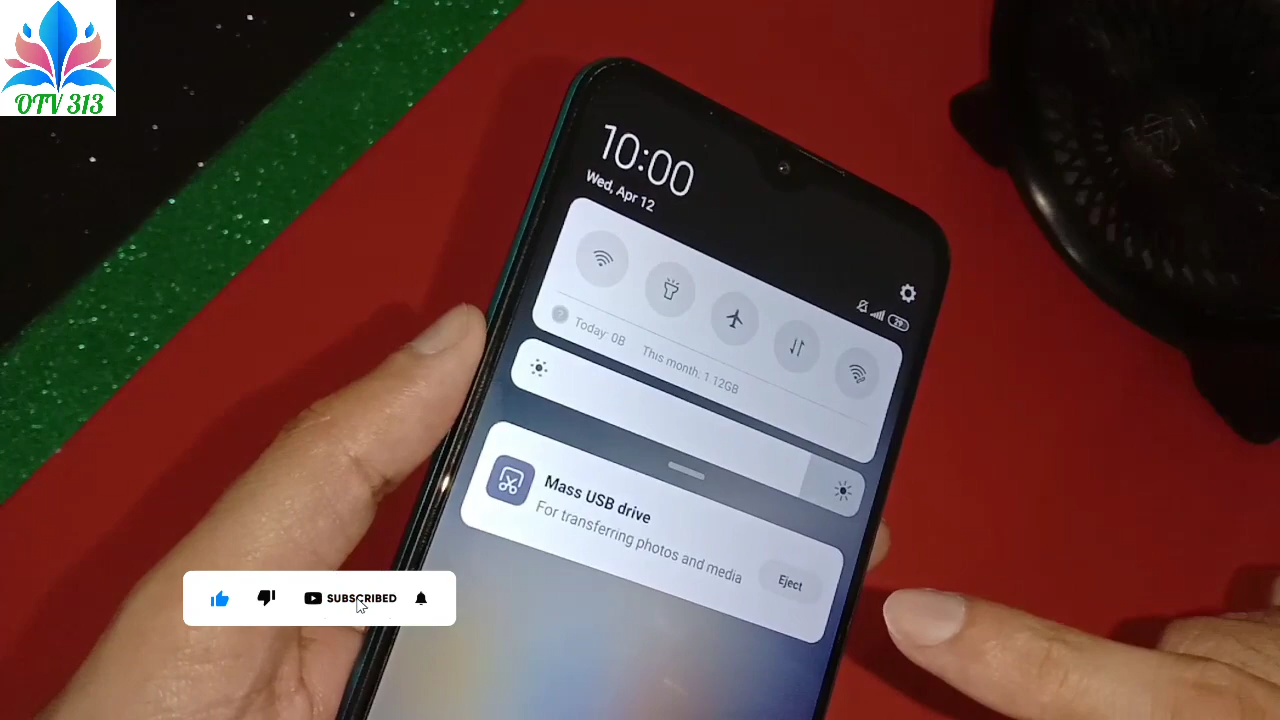 OTV 313
10:00
Wed, Apr 12
29
Today: 0B
This month: 1.12GB
Mass USB drive
For transferring photos and media
Eject
SUBSCRIBED